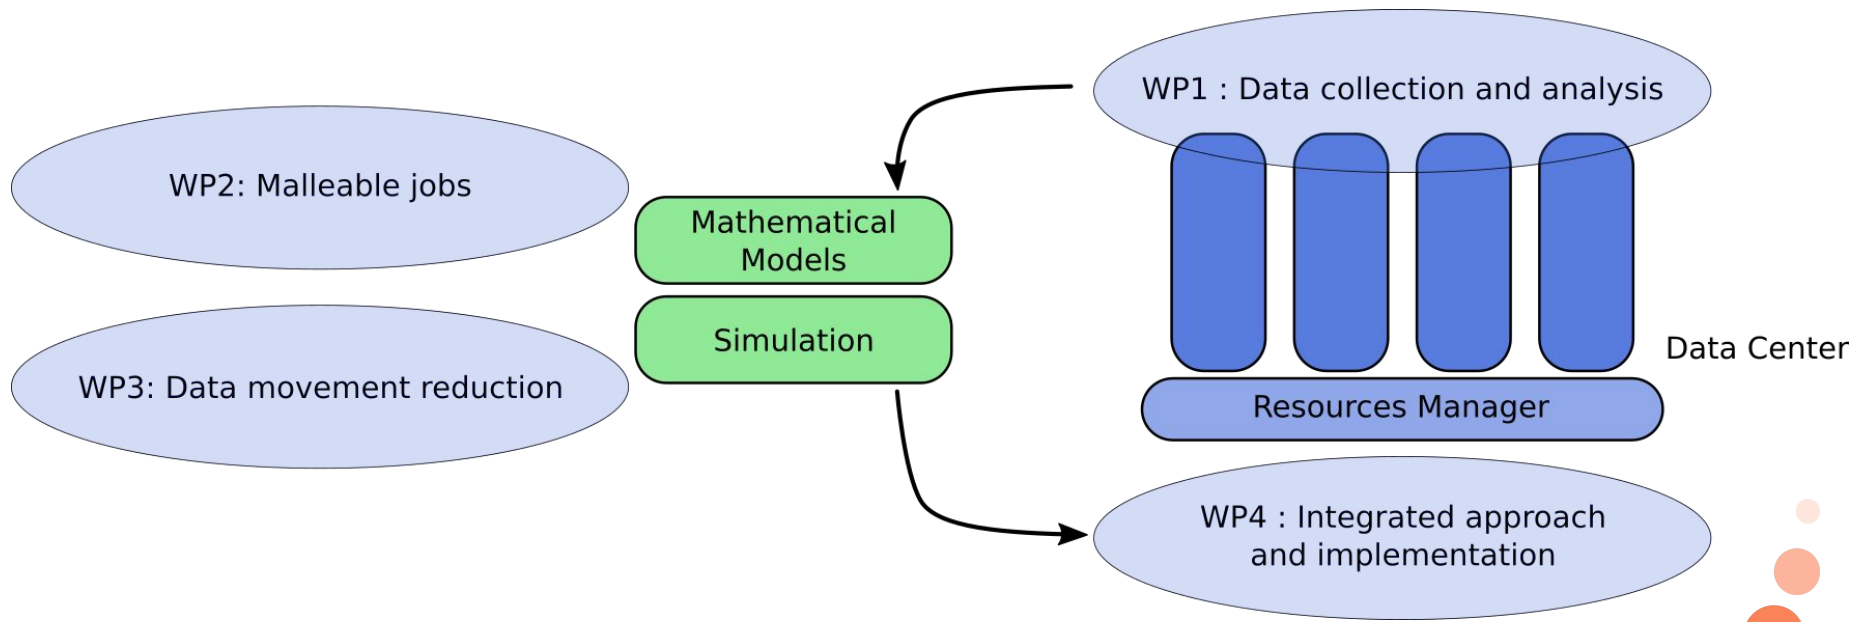 WP1 : Data collection and analysis
WP2: Malleable jobs
Mathematical
Models
Simulation
WP3: Data movement reduction
Data Center
Resources Manager
WP4 : Integrated approach
and implementation